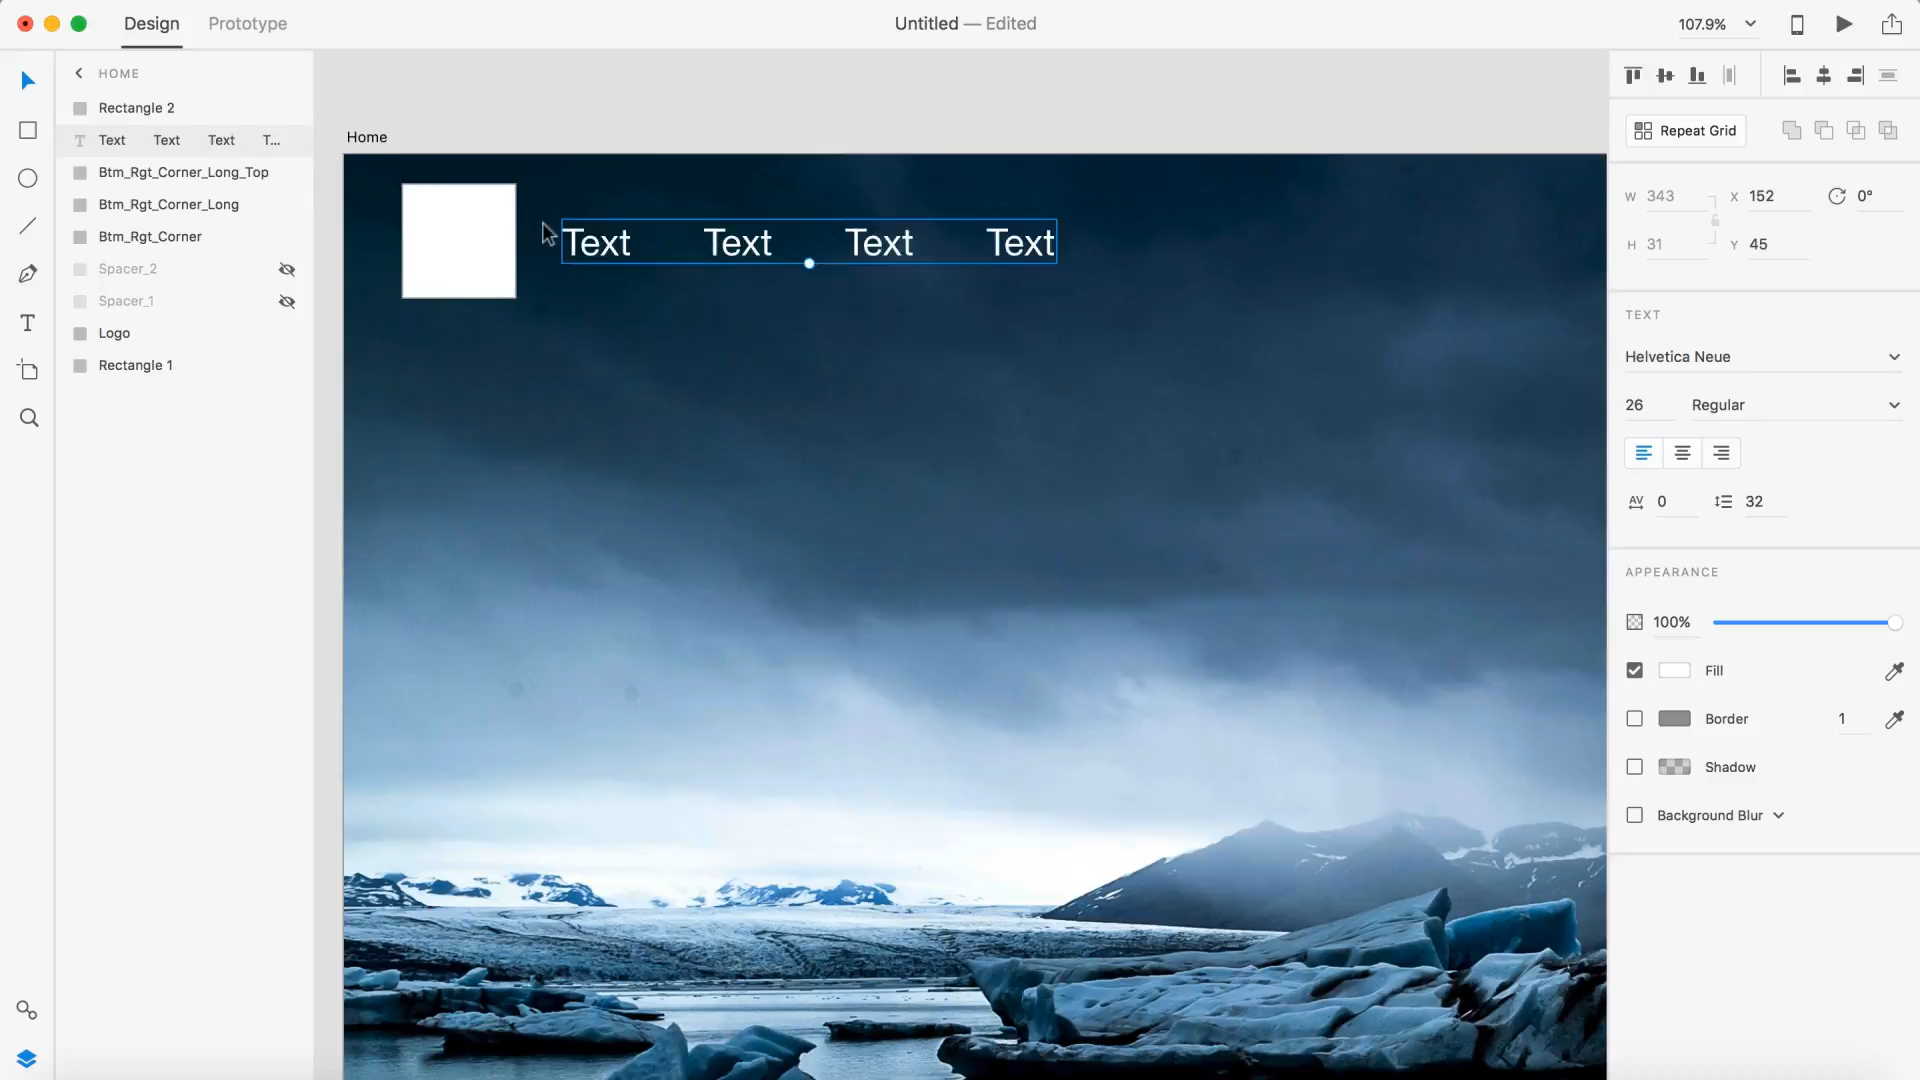 Design Prototype Untitled — Edited 107.9%
HOME
Rectangle 2
Text Text Text T...
Btm_Rgt_Corner_Long_Top
Btm_Rgt_Corner_Long
Btm_Rgt_Corner
Spacer_2
Spacer_1
Logo
Rectangle 1
Home
Text Text Text Text
Repeat Grid
W 343 X 152 0°
H 31 Y 45
TEXT
Helvetica Neue
26 Regular
AV 0 32
APPEARANCE
100%
Fill
Border 1
Shadow
Background Blur